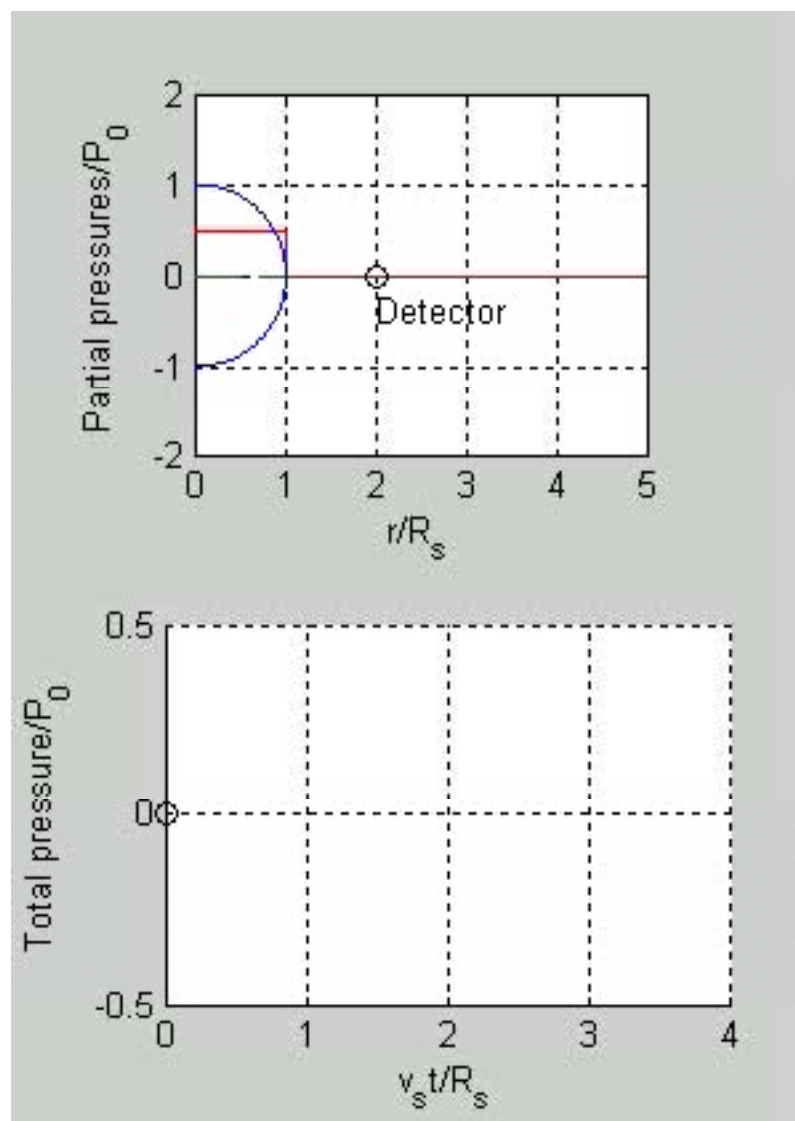 Partial pressures/P0
2
1
0
-1
-2
Detector
0 1 2 3 4 5
r/Rs
Total pressure/P0
0.5
0
-0.5
0 1 2 3 4
vst/Rs